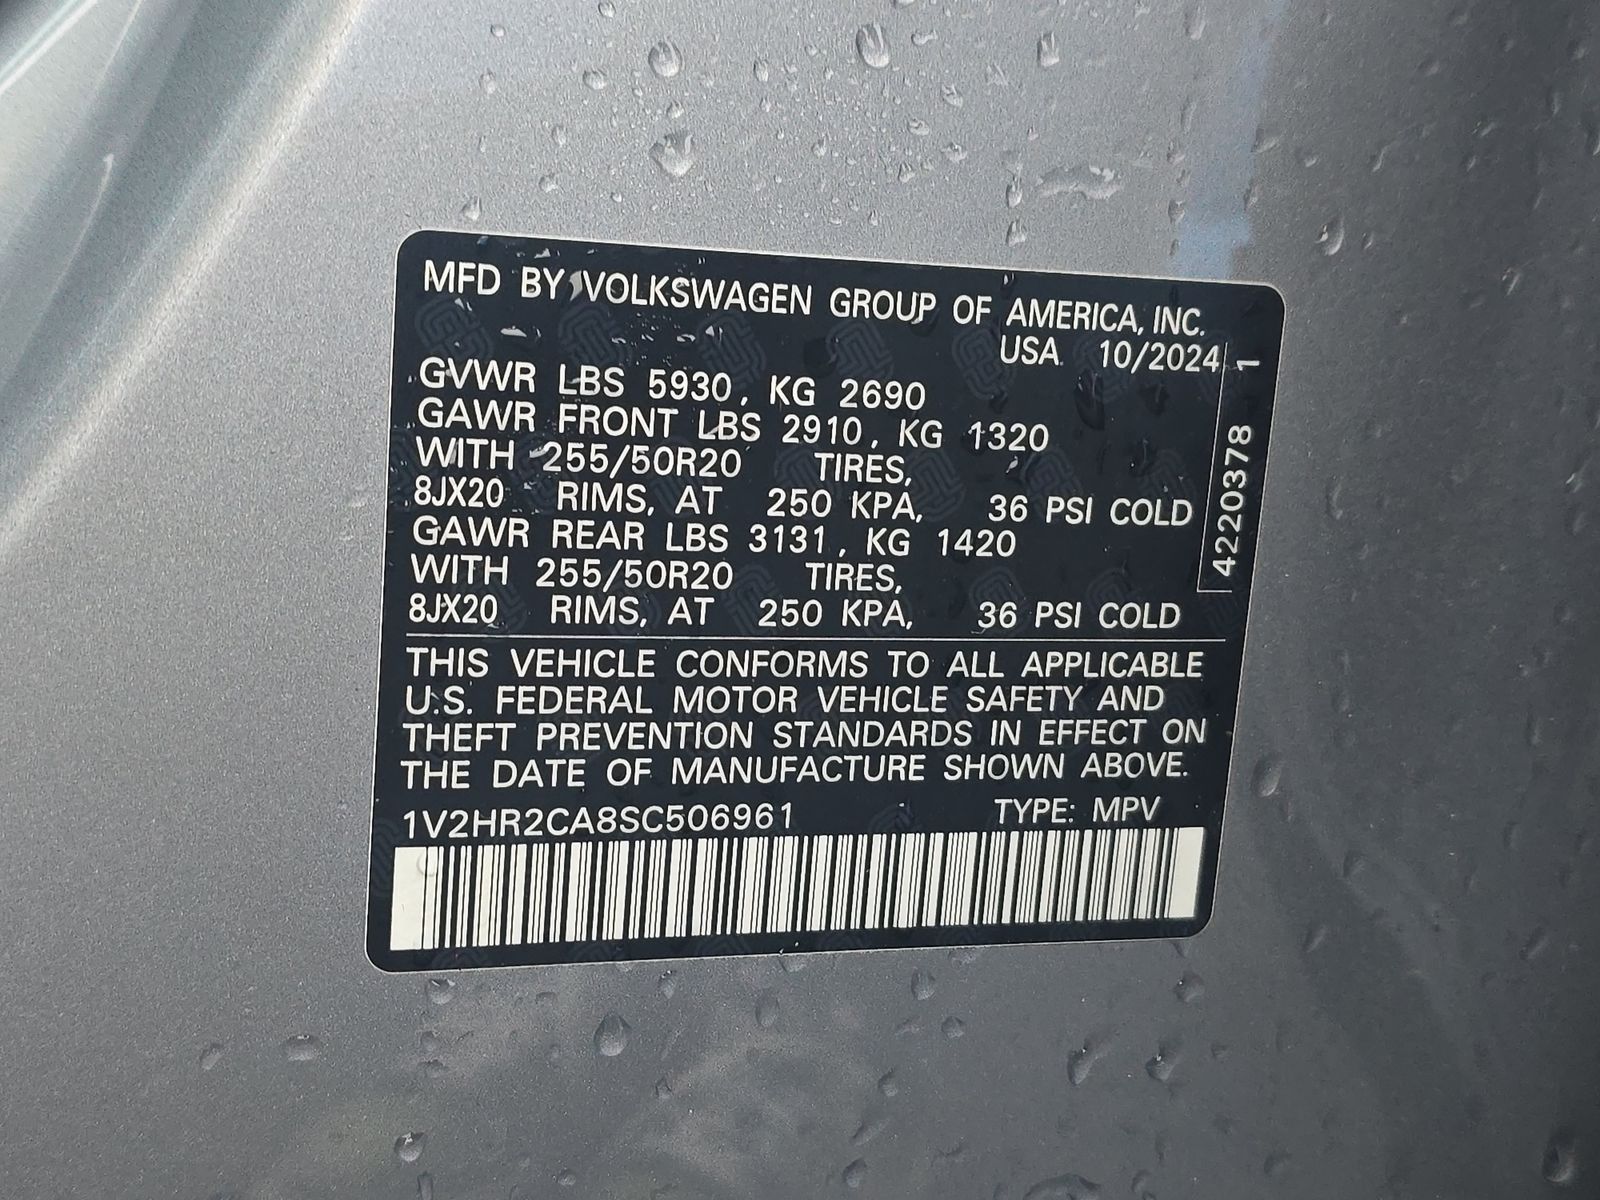 MFD BY VOLKSWAGEN GROUP OF AMERICA, INC.
USA 10/2024
GVWR LBS 5930, KG 2690
GAWR FRONT LBS 2910, KG 1320
WITH 255/50R20 TIRES,
8JX20 RIMS, AT 250 KPA, 36 PSI COLD
GAWR REAR LBS 3131, KG 1420
WITH 255/50R20 TIRES,
8JX20 RIMS, AT 250 KPA, 36 PSI COLD
4220378 1
THIS VEHICLE CONFORMS TO ALL APPLICABLE
U.S. FEDERAL MOTOR VEHICLE SAFETY AND
THEFT PREVENTION STANDARDS IN EFFECT ON
THE DATE OF MANUFACTURE SHOWN ABOVE.
1V2HR2CA8SC506961 TYPE: MPV